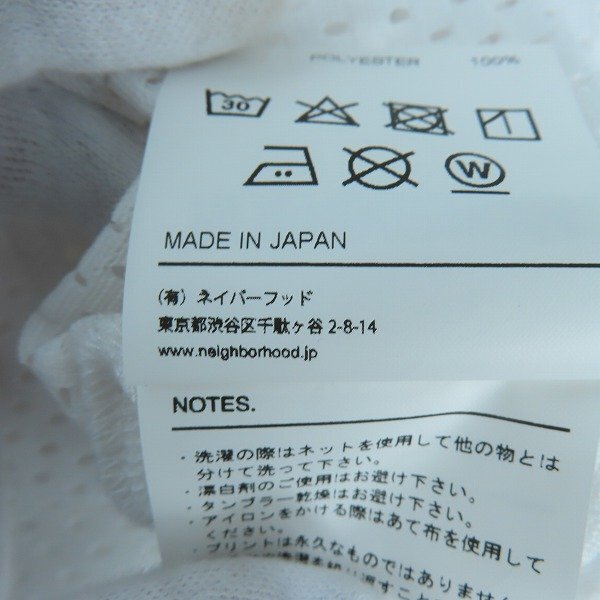 POLYESTER 100%
30
W
MADE IN JAPAN
(有) ネイバーフッド
東京都渋谷区千駄ヶ谷 2-8-14
www.neighborhood.jp
NOTES.
・洗濯の際はネットを使用して他の物とは
分けて洗って下さい。
・漂白剤のご使用はお避け下さい。
・タンブラー乾燥はお避け下さい。
・アイロンをかける際はあて布を使用して
ください。
・プリントは永久なものではありません